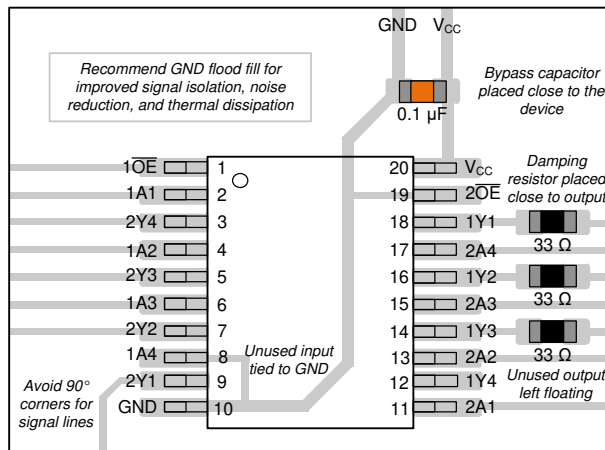 GND VCC
Recommend GND flood fill for
improved signal isolation, noise
reduction, and thermal dissipation
Bypass capacitor
placed close to the
device
0.1 µF
1O̅E̅ 1
1A1 2
2Y4 3
1A2 4
2Y3 5
1A3 6
2Y2 7
1A4 8
2Y1 9
GND 10
20 VCC
19 2O̅E̅
18 1Y1
17 2A4
16 1Y2
15 2A3
14 1Y3
13 2A2
12 1Y4
11 2A1
Damping
resistor placed
close to output
33 Ω
33 Ω
33 Ω
Unused input
tied to GND
Unused output
left floating
Avoid 90°
corners for
signal lines